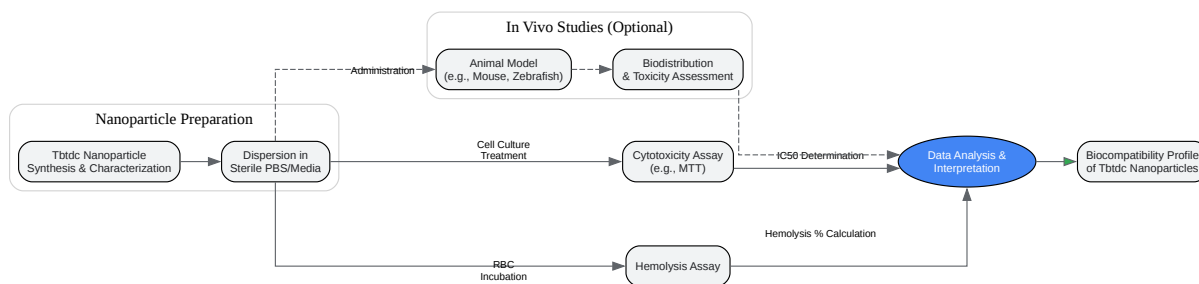 In Vivo Studies (Optional)
Administration
Animal Model
(e.g., Mouse, Zebrafish)
Biodistribution
& Toxicity Assessment
Nanoparticle Preparation
Tbtdc Nanoparticle
Synthesis & Characterization
Dispersion in
Sterile PBS/Media
Cell Culture
Treatment
Cytotoxicity Assay
(e.g., MTT)
IC50 Determination
Data Analysis &
Interpretation
Biocompatibility Profile
of Tbtdc Nanoparticles
RBC
Incubation
Hemolysis Assay
Hemolysis % Calculation